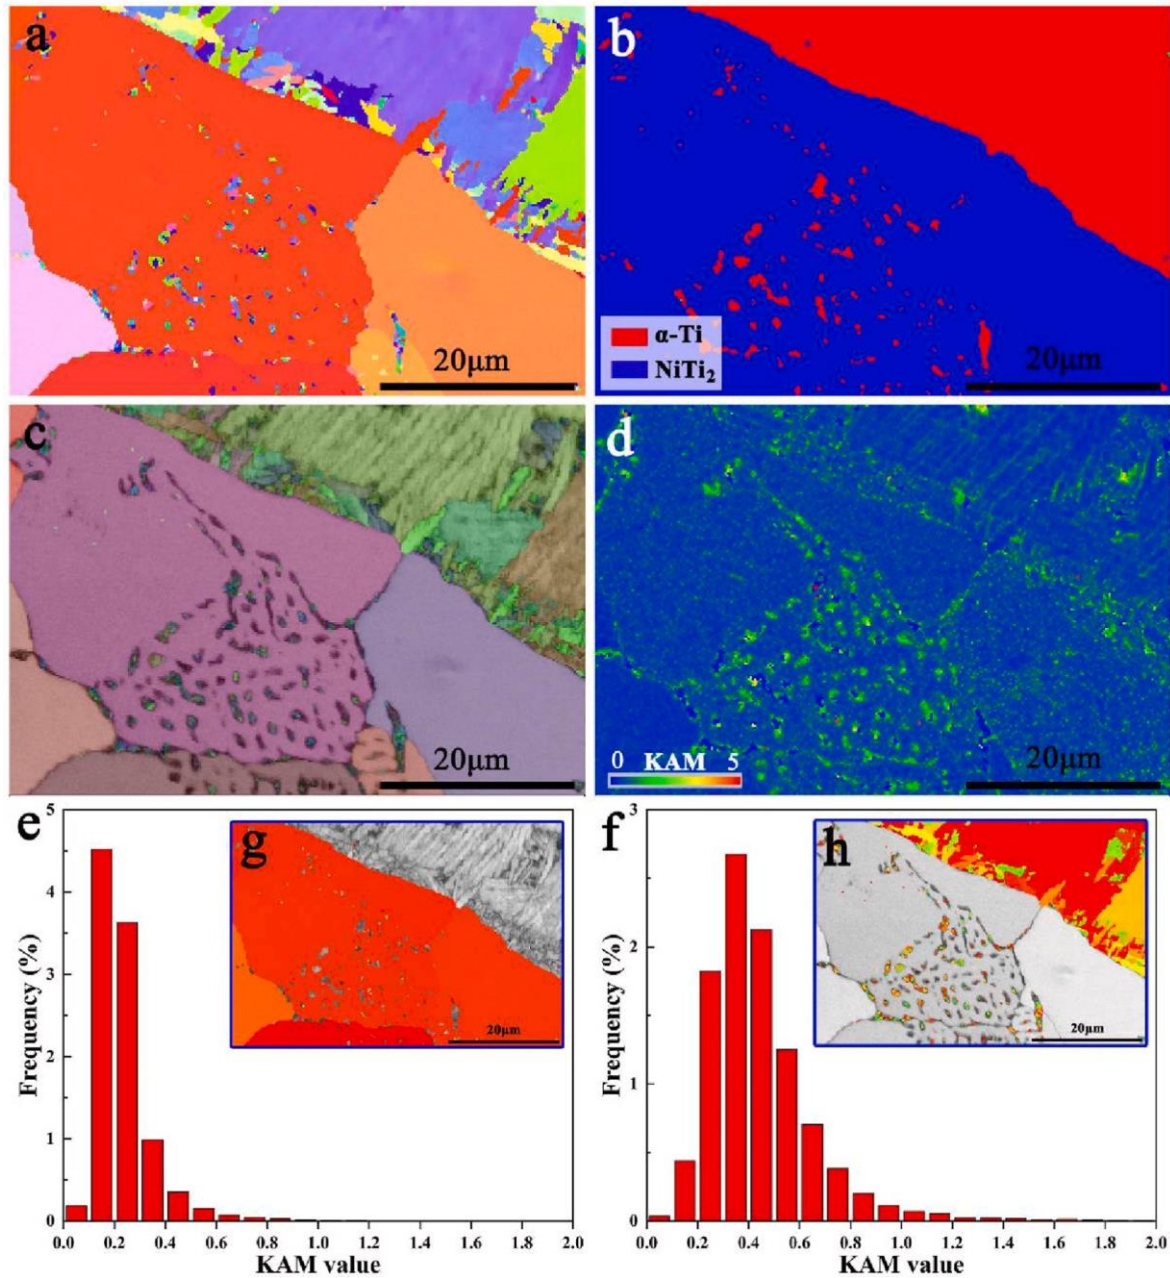 a
b
α-Ti
NiTi₂
20μm
20μm
c
d
0 KAM 5
20μm
20μm
e
f
g
h
20μm
20μm
5
4
3
2
1
0
Frequency (%)
0.0 0.2 0.4 0.6 0.8 1.0 1.2 1.4 1.6 1.8 2.0
KAM value
3
2
1
0
Frequency (%)
0.0 0.2 0.4 0.6 0.8 1.0 1.2 1.4 1.6 1.8 2.0
KAM value